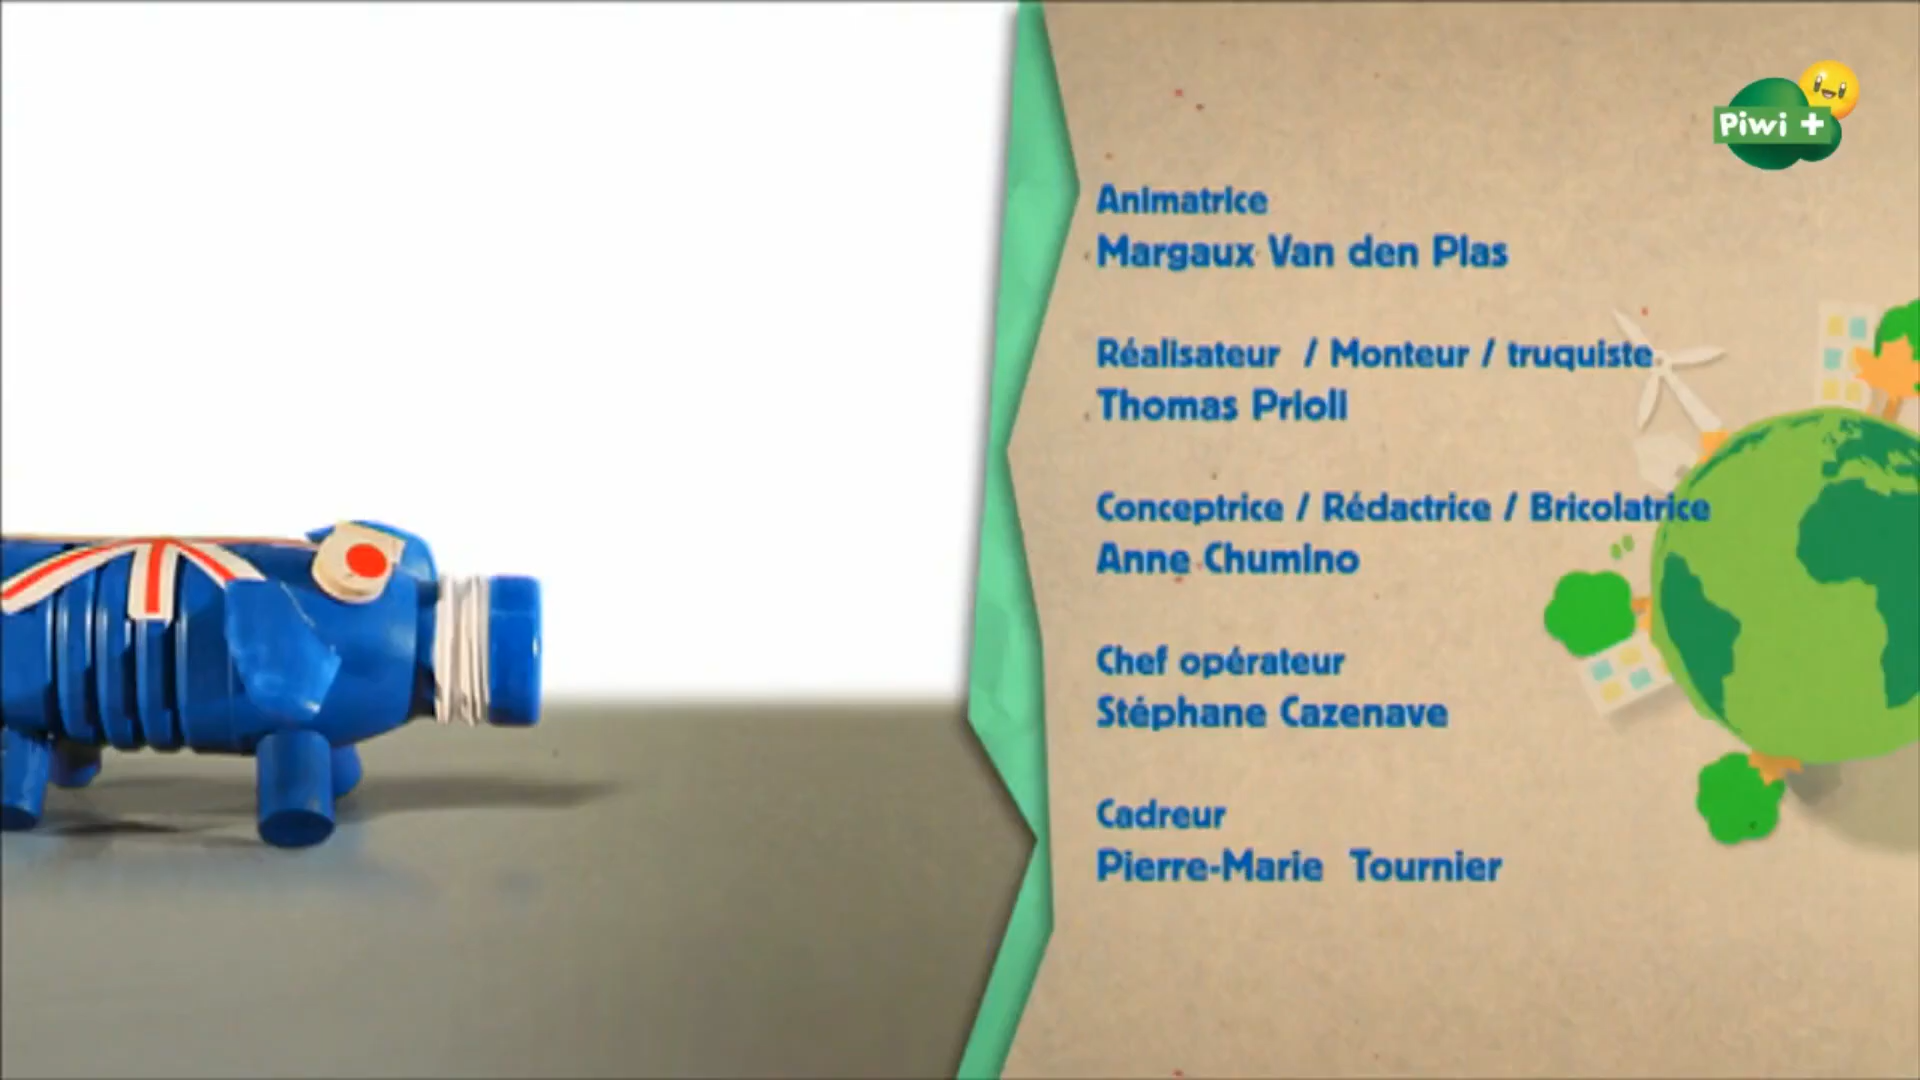 Piwi +
Animatrice
Margaux Van den Plas
Réalisateur / Monteur / truquiste
Thomas Prioli
Conceptrice / Rédactrice / Bricolatrice
Anne Chumino
Chef opérateur
Stéphane Cazenave
Cadreur
Pierre-Marie Tournier